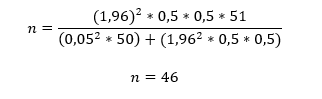 n = (1,96)² * 0,5 * 0,5 * 51 / (0,05² * 50) + (1,96² * 0,5 * 0,5)
n = 46